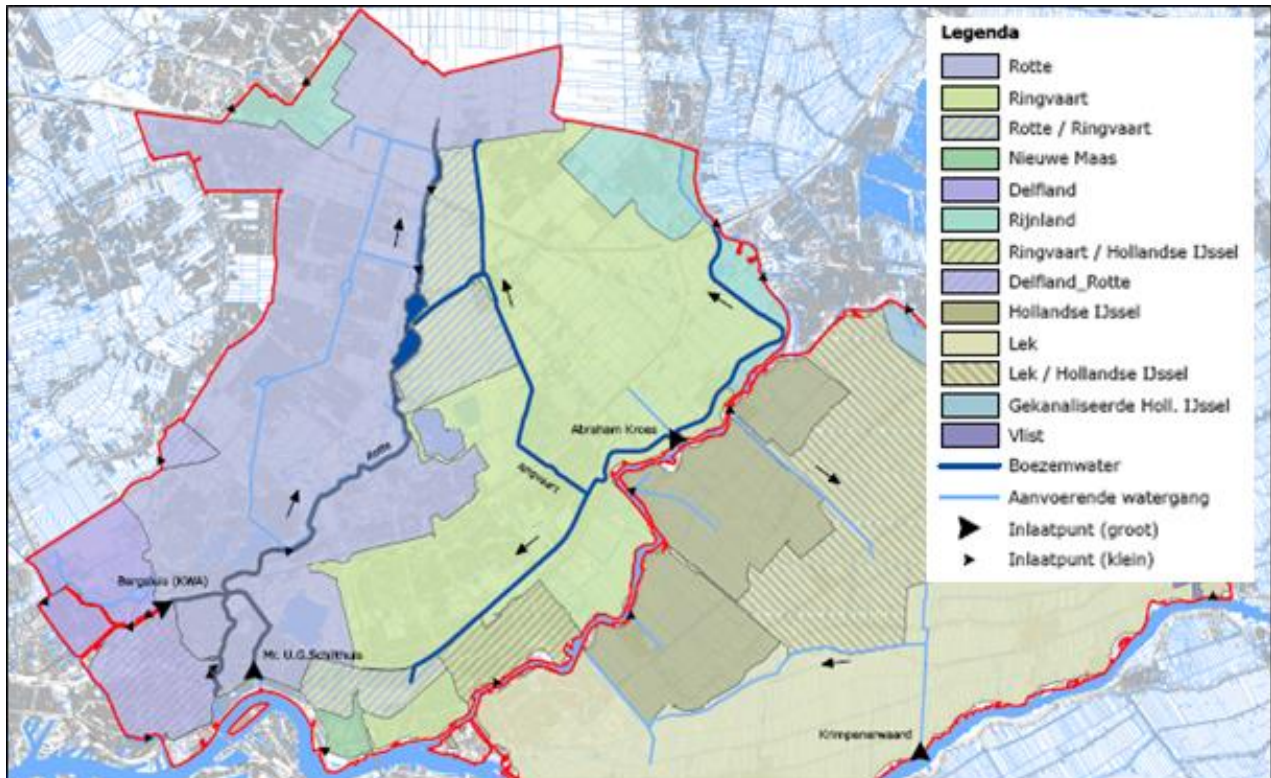 Legenda
Rotte
Ringvaart
Rotte / Ringvaart
Nieuwe Maas
Delfland
Rijnland
Ringvaart / Hollandse IJssel
Delfland_Rotte
Hollandse IJssel
Lek
Lek / Hollandse IJssel
Gekanaliseerde Holl. IJssel
Vlist
Boezemwater
Aanvoerende watergang
Inlaatpunt (groot)
Inlaatpunt (klein)
Abraham Kroes
Rotte
Ringvaart
Bergsluis (KWA)
Mr. U.G.Schilthuis
Krimpenerwaard